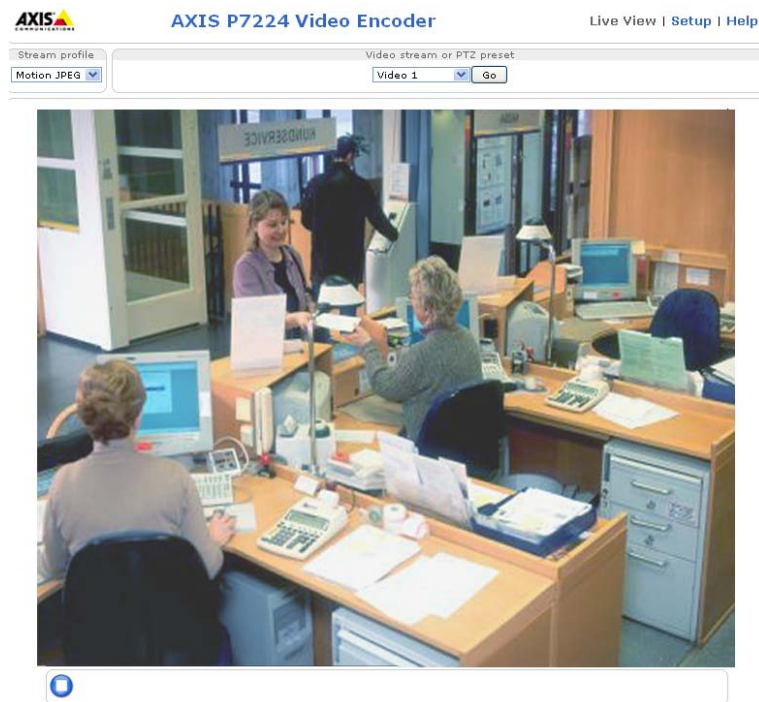 AXIS
COMMUNICATIONS
AXIS P7224 Video Encoder
Live View | Setup | Help
Stream profile
Video stream or PTZ preset
Motion JPEG
Video 1
Go
KUNDSERVICE
KASSA